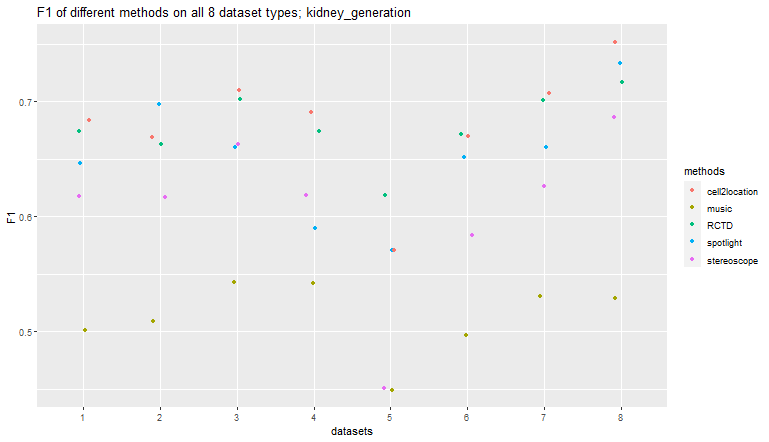 F1 of different methods on all 8 dataset types; kidney_generation
F1
0.7
0.6
0.5
1 2 3 4 5 6 7 8
datasets
methods
cell2location
music
RCTD
spotlight
stereoscope